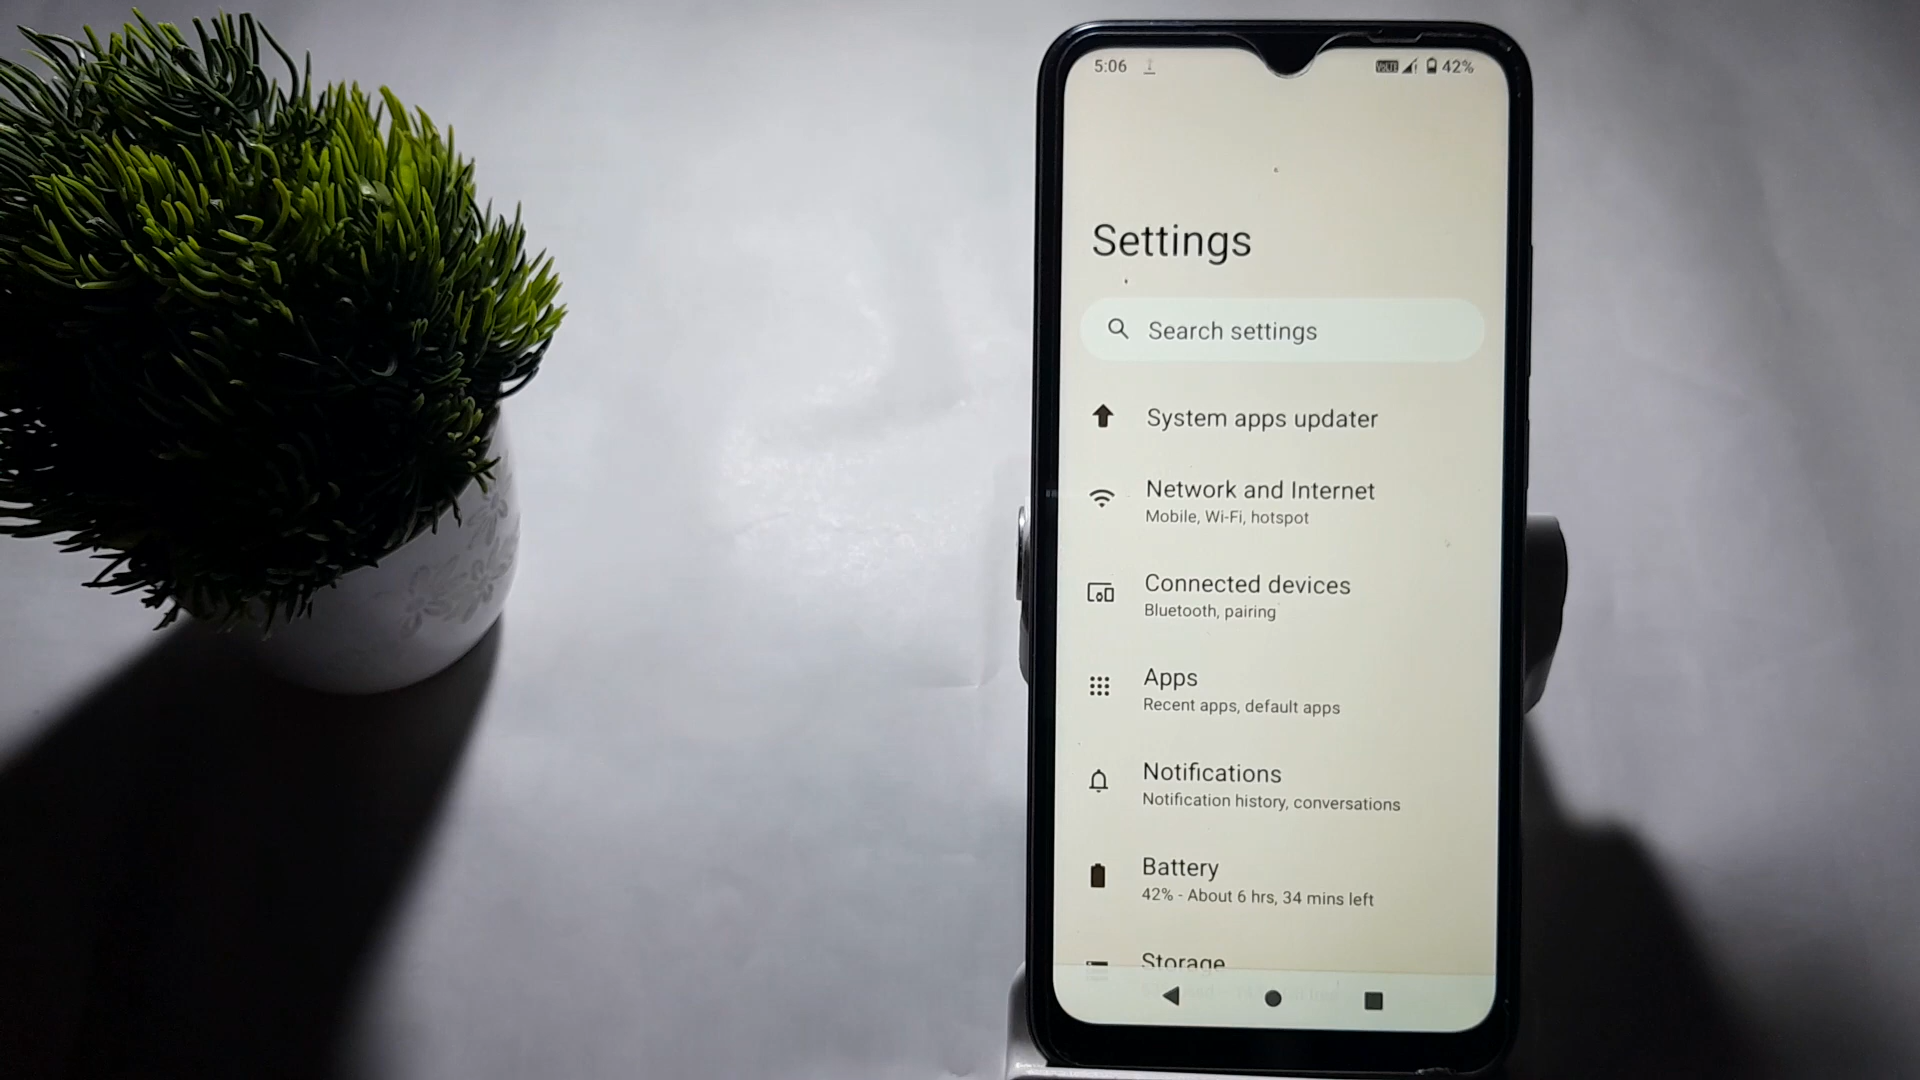 5:06
VoLTE 42%
Settings
Search settings
System apps updater
Network and Internet
Mobile, Wi-Fi, hotspot
Connected devices
Bluetooth, pairing
Apps
Recent apps, default apps
Notifications
Notification history, conversations
Battery
42% - About 6 hrs, 34 mins left
Storage